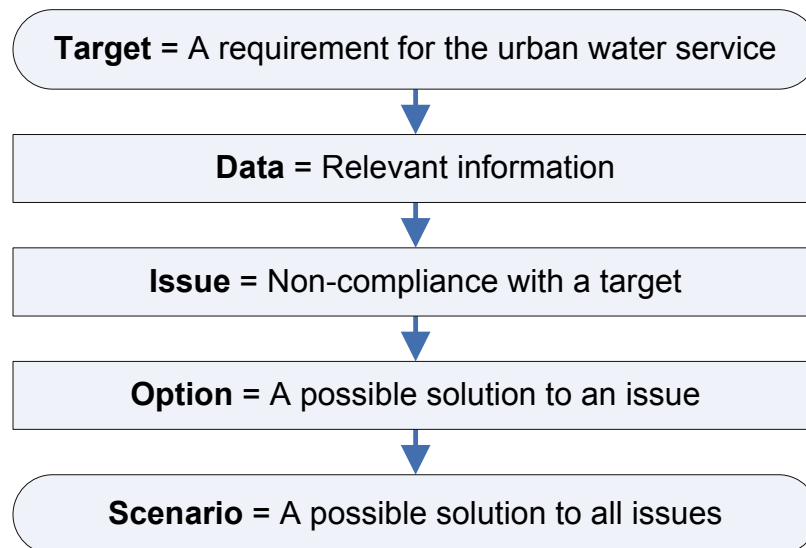 Target = A requirement for the urban water service
Data = Relevant information
Issue = Non-compliance with a target
Option = A possible solution to an issue
Scenario = A possible solution to all issues